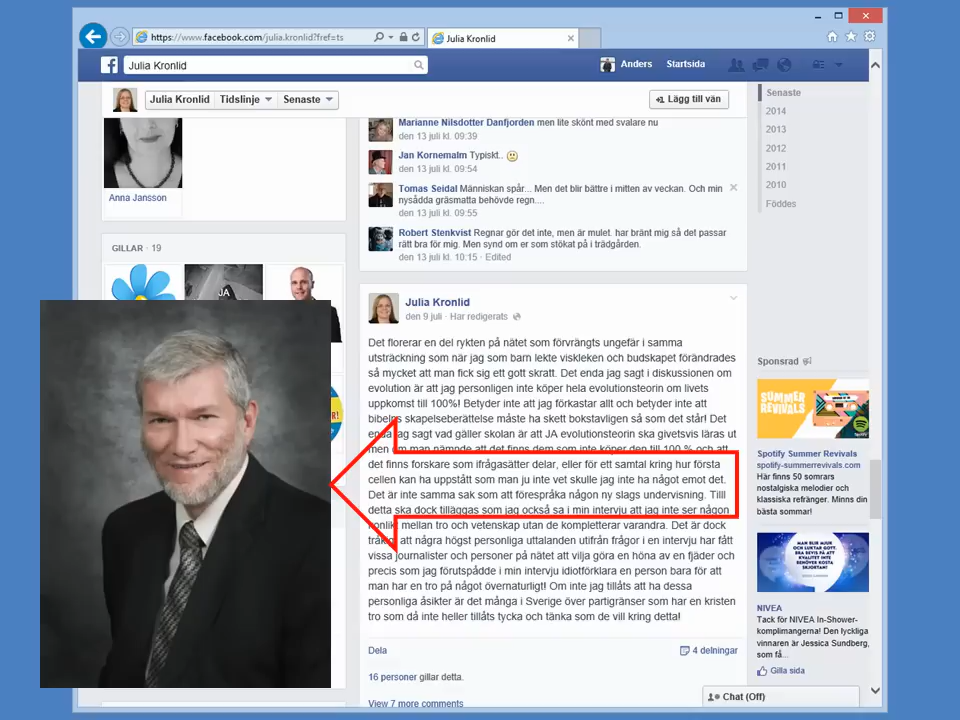 https://www.facebook.com/julia.kronlid?fref=ts
Julia Kronlid
Julia Kronlid
Anders
Startsida
Julia Kronlid
Tidslinje
Senaste
Lägg till vän
Senaste
2014
2013
2012
2011
2010
Föddes
Anna Jansson
GILLAR · 19
JA
Marianne Nilsdotter Danfjorden men lite skönt med svalare nu
den 13 juli kl. 09:39
Jan Kornemalm Typiskt..
den 13 juli kl. 09:54
Tomas Seidal Människan spår... Men det blir bättre i mitten av veckan. Och min
nysådda gräsmatta behövde regn....
den 13 juli kl. 09:55
Robert Stenkvist Regnar gör det inte, men är mulet. har bränt mig så det passar
rätt bra för mig. Men synd om er som stökat på i trädgården.
den 13 juli kl. 10:15 · Edited
Julia Kronlid
den 9 juli · Har redigerats
Det florerar en del rykten på nätet som förvrängts ungefär i samma
utsträckning som när jag som barn lekte viskleken och budskapet förändrades
så mycket att man fick sig ett gott skratt. Det enda jag sagt i diskussionen om
evolution är att jag personligen inte köper hela evolutionsteorin om livets
uppkomst till 100%! Betyder inte att jag förkastar allt och betyder inte att
bibelns skapelseberättelse måste ha skett bokstavligen så som det står! Det
enda jag sagt vad gäller skolan är att JA evolutionsteorin ska givetsvis läras ut
men om man nämnde att det finns dem som inte köper den till 100 % och att
det finns forskare som ifrågasätter delar, eller för ett samtal kring hur första
cellen kan ha uppstått som man ju inte vet skulle jag inte ha något emot det.
Det är inte samma sak som att förespråka någon ny slags undervisning. Tilll
detta ska dock tilläggas som jag också sa i min intervju att jag inte ser någon
mellan tro och vetenskap utan de kompletterar varandra. Det är dock
att några högst personliga uttalanden utifrån frågor i en intervju har fått
vissa journalister och personer på nätet att vilja göra en höna av en fjäder och
precis som jag förutspådde i min intervju idiotförklara en person bara för att
man har en tro på något övernaturligt! Om inte jag tillåts att ha dessa
personliga åsikter är det många i Sverige över partigränser som har en kristen
tro som då inte heller tillåts tycka och tänka som de vill kring detta!
Dela
4 delningar
16 personer gillar detta.
View 7 more comments
Sponsrad
SUMMER
REVIVALS
Spotify Summer Revivals
spotify-summerrevivals.com
Här finns 50 somrars
nostalgiska melodier och
klassiska refränger. Minns din
bästa sommar!
NIVEA
Tack för NIVEA In-Shower-
komplimangerna! Den lyckliga
vinnaren är Jessica Sundberg,
som få...
Gilla sida
Chat (Off)